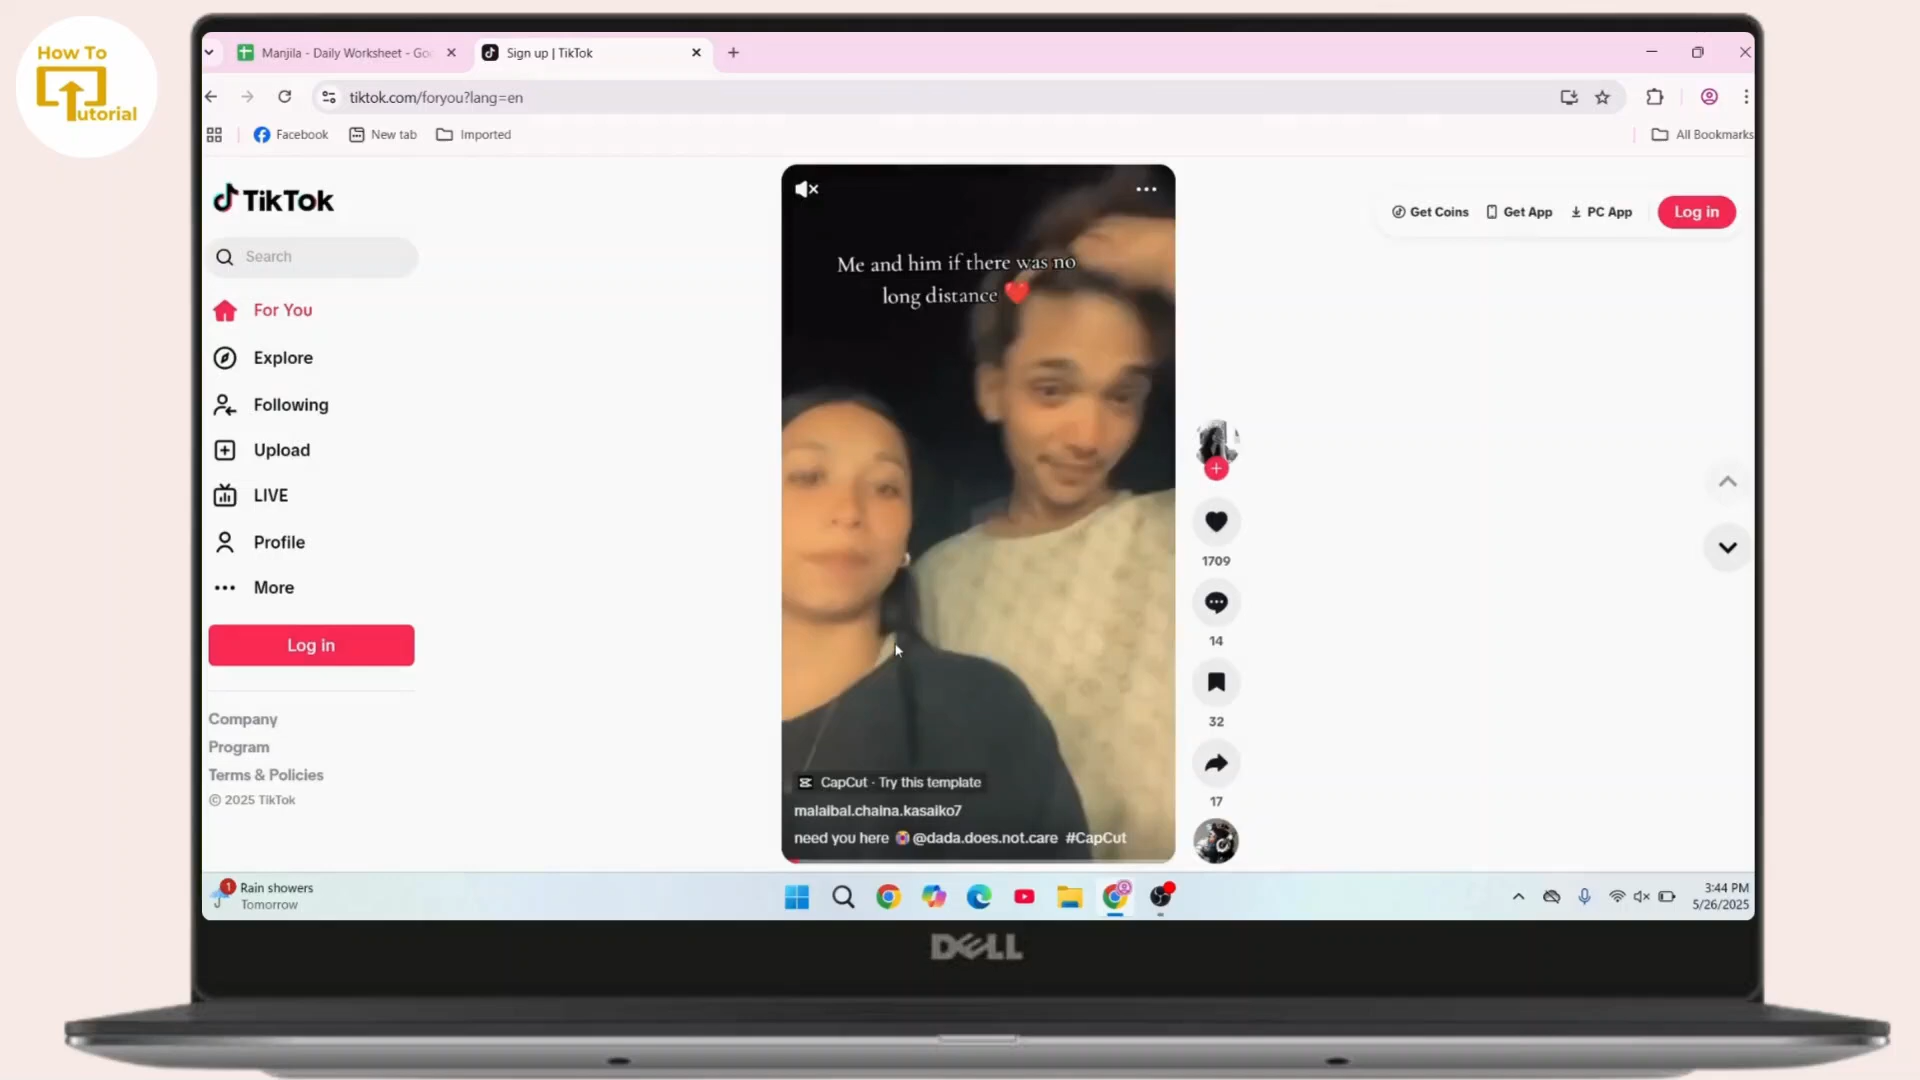 How To
Tutorial
Manjila - Daily Worksheet - Goo
Sign up | TikTok
tiktok.com/foryou?lang=en
Facebook
New tab
Imported
All Bookmarks
TikTok
Search
For You
Explore
Following
Upload
LIVE
Profile
More
Log in
Company
Program
Terms & Policies
© 2025 TikTok
Me and him if there was no
long distance ❤️
CapCut · Try this template
malaibal.chaina.kasaiko7
need you here @dada.does.not.care #CapCut
1709
14
32
17
Get Coins
Get App
PC App
Log in
1
Rain showers
Tomorrow
3:44 PM
5/26/2025
DELL